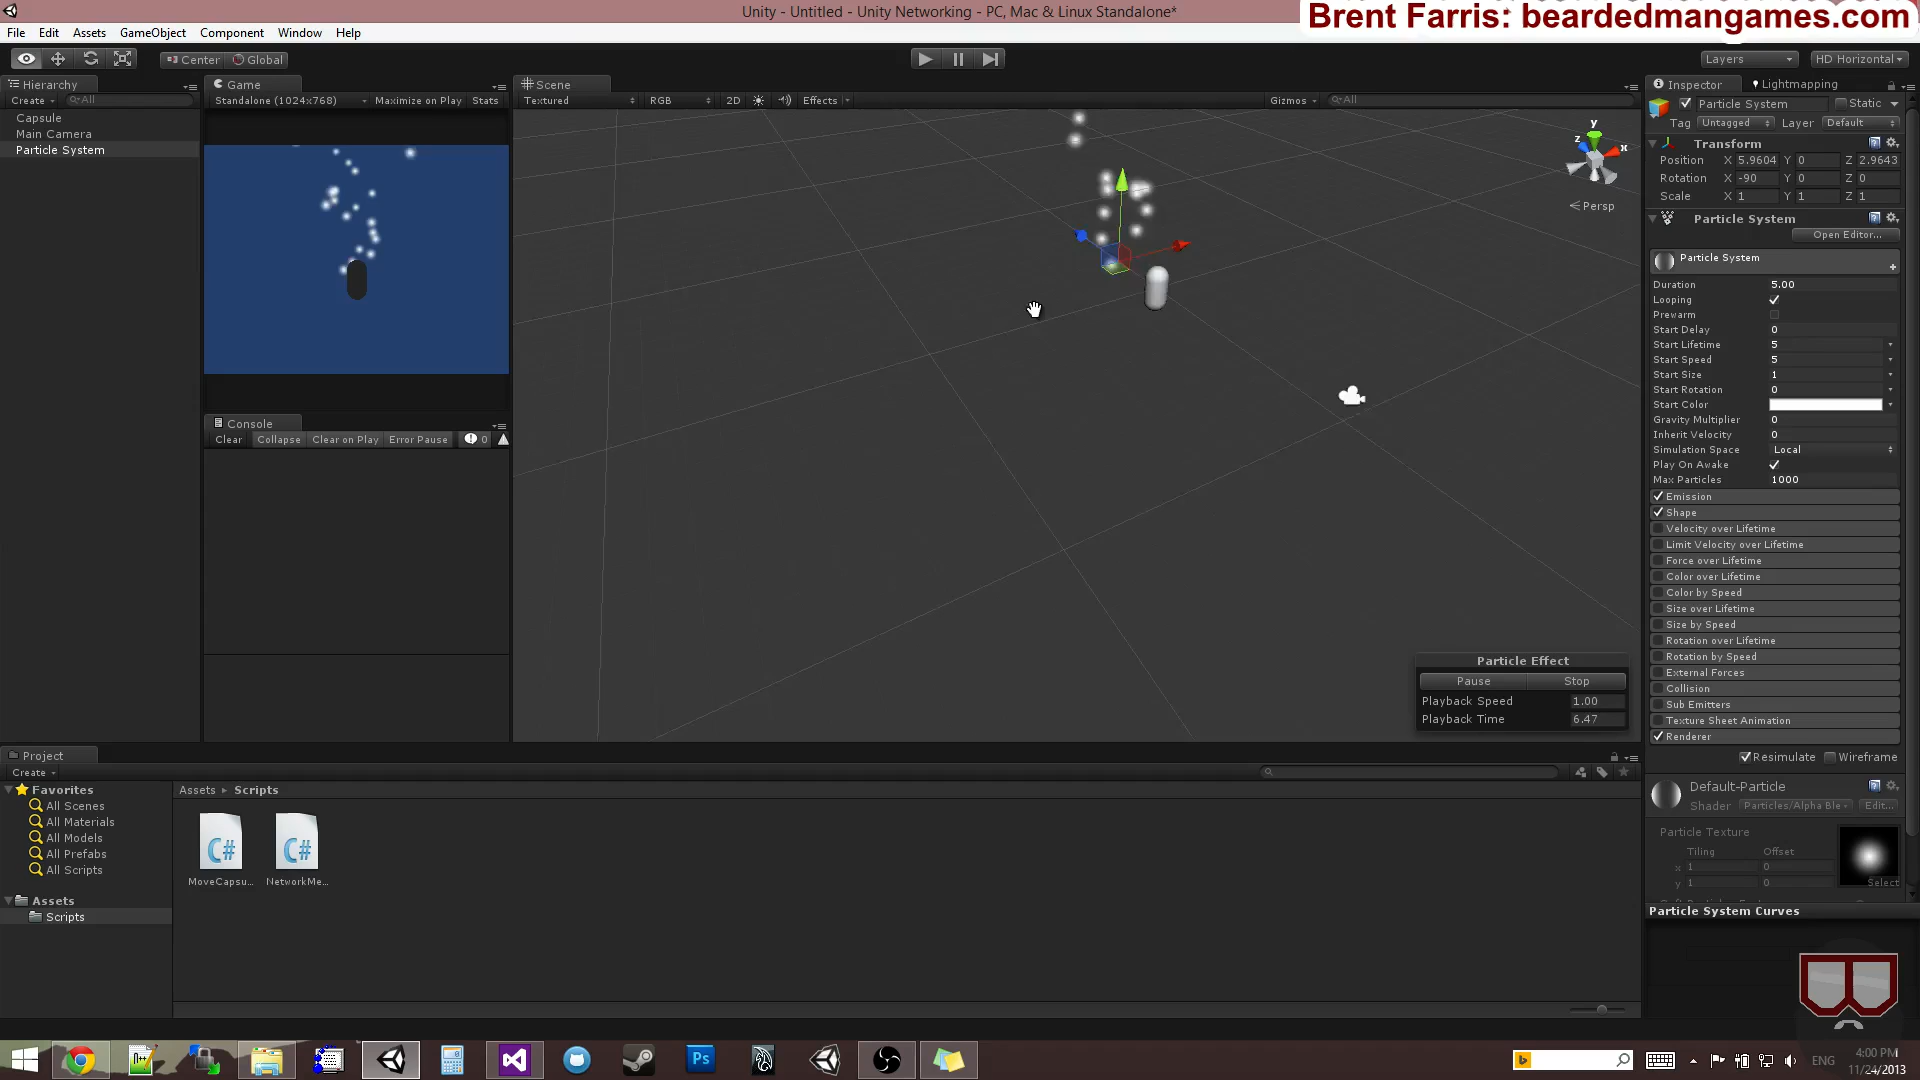 Unity - Untitled - Unity Networking - PC, Mac & Linux Standalone*
Brent Farris: beardedmangames.com
File Edit Assets GameObject Component Window Help
Center Global
Layers HD Horizontal
Hierarchy
Create All
Capsule
Main Camera
Particle System
Game
Standalone (1024x768) Maximize on Play Stats
Console
Clear Collapse Clear on Play Error Pause 0
Scene
Textured RGB 2D Effects Gizmos All
y
z x
Persp
Particle Effect
Pause Stop
Playback Speed 1.00
Playback Time 6.47
Inspector Lightmapping
Particle System Static
Tag Untagged Layer Default
Transform
Position X 5.9604 Y 0 Z 2.9643
Rotation X -90 Y 0 Z 0
Scale X 1 Y 1 Z 1
Particle System
Open Editor...
Particle System
Duration 5.00
Looping
Prewarm
Start Delay 0
Start Lifetime 5
Start Speed 5
Start Size 1
Start Rotation 0
Start Color
Gravity Multiplier 0
Inherit Velocity 0
Simulation Space Local
Play On Awake
Max Particles 1000
Emission
Shape
Velocity over Lifetime
Limit Velocity over Lifetime
Force over Lifetime
Color over Lifetime
Color by Speed
Size over Lifetime
Size by Speed
Rotation over Lifetime
Rotation by Speed
External Forces
Collision
Sub Emitters
Texture Sheet Animation
Renderer
Resimulate Wireframe
Default-Particle
Shader Particles/Alpha Ble Edit...
Particle Texture
Tiling Offset
x 1 0
y 1 0
Select
Particle System Curves
Project
Create
Favorites
All Scenes
All Materials
All Models
All Prefabs
All Scripts
Assets
Scripts
Assets Scripts
C# C#
MoveCapsu... NetworkMe...
Ps
b
ENG
4:00 PM
11/24/2013